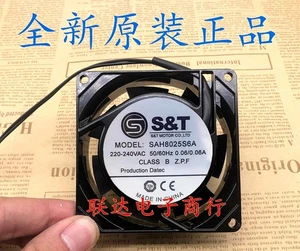 全新原装正品
S&T
S&T MOTOR CO.,LTD
MODEL: SAH8025S6A
220-240VAC 50/60Hz 0.06/0.06A
CLASS B Z.P.F
Production Datec
MADE IN CHINA
联达电子商行